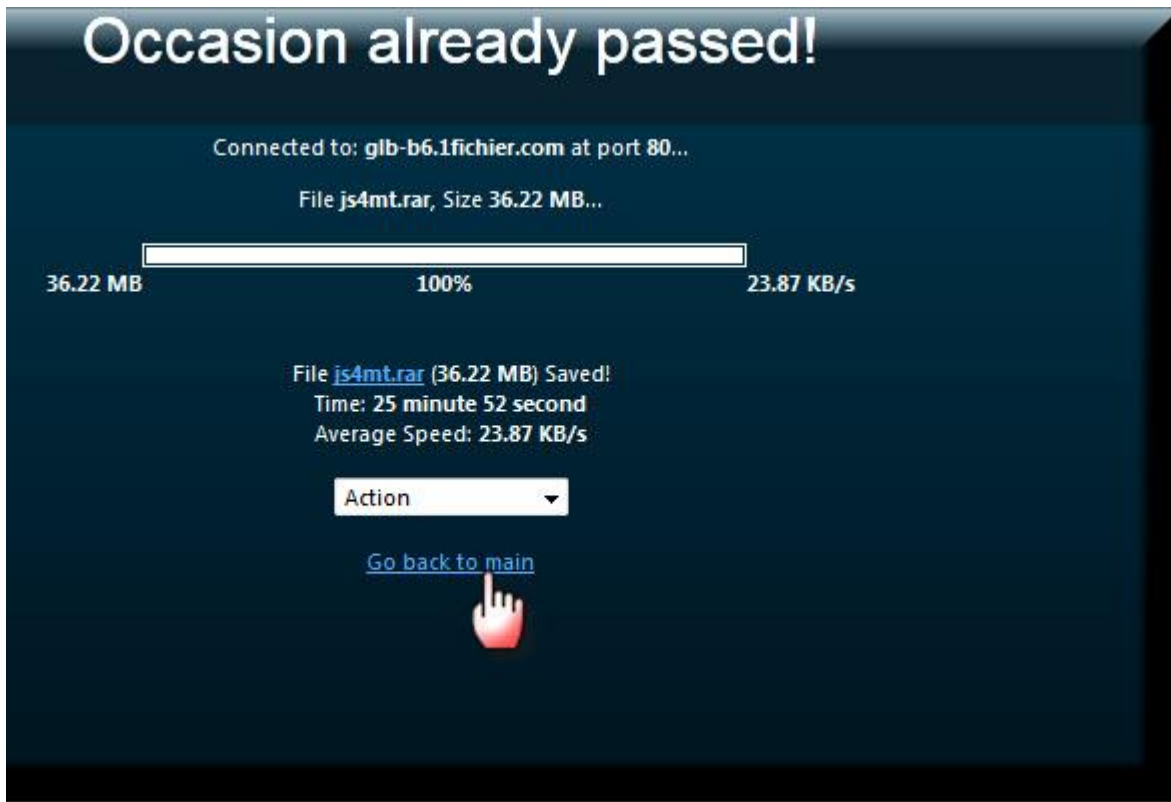 Occasion already passed!
Connected to: glb-b6.1fichier.com at port 80...
File js4mt.rar, Size 36.22 MB...
36.22 MB 100% 23.87 KB/s
File js4mt.rar (36.22 MB) Saved!
Time: 25 minute 52 second
Average Speed: 23.87 KB/s
Action
Go back to main